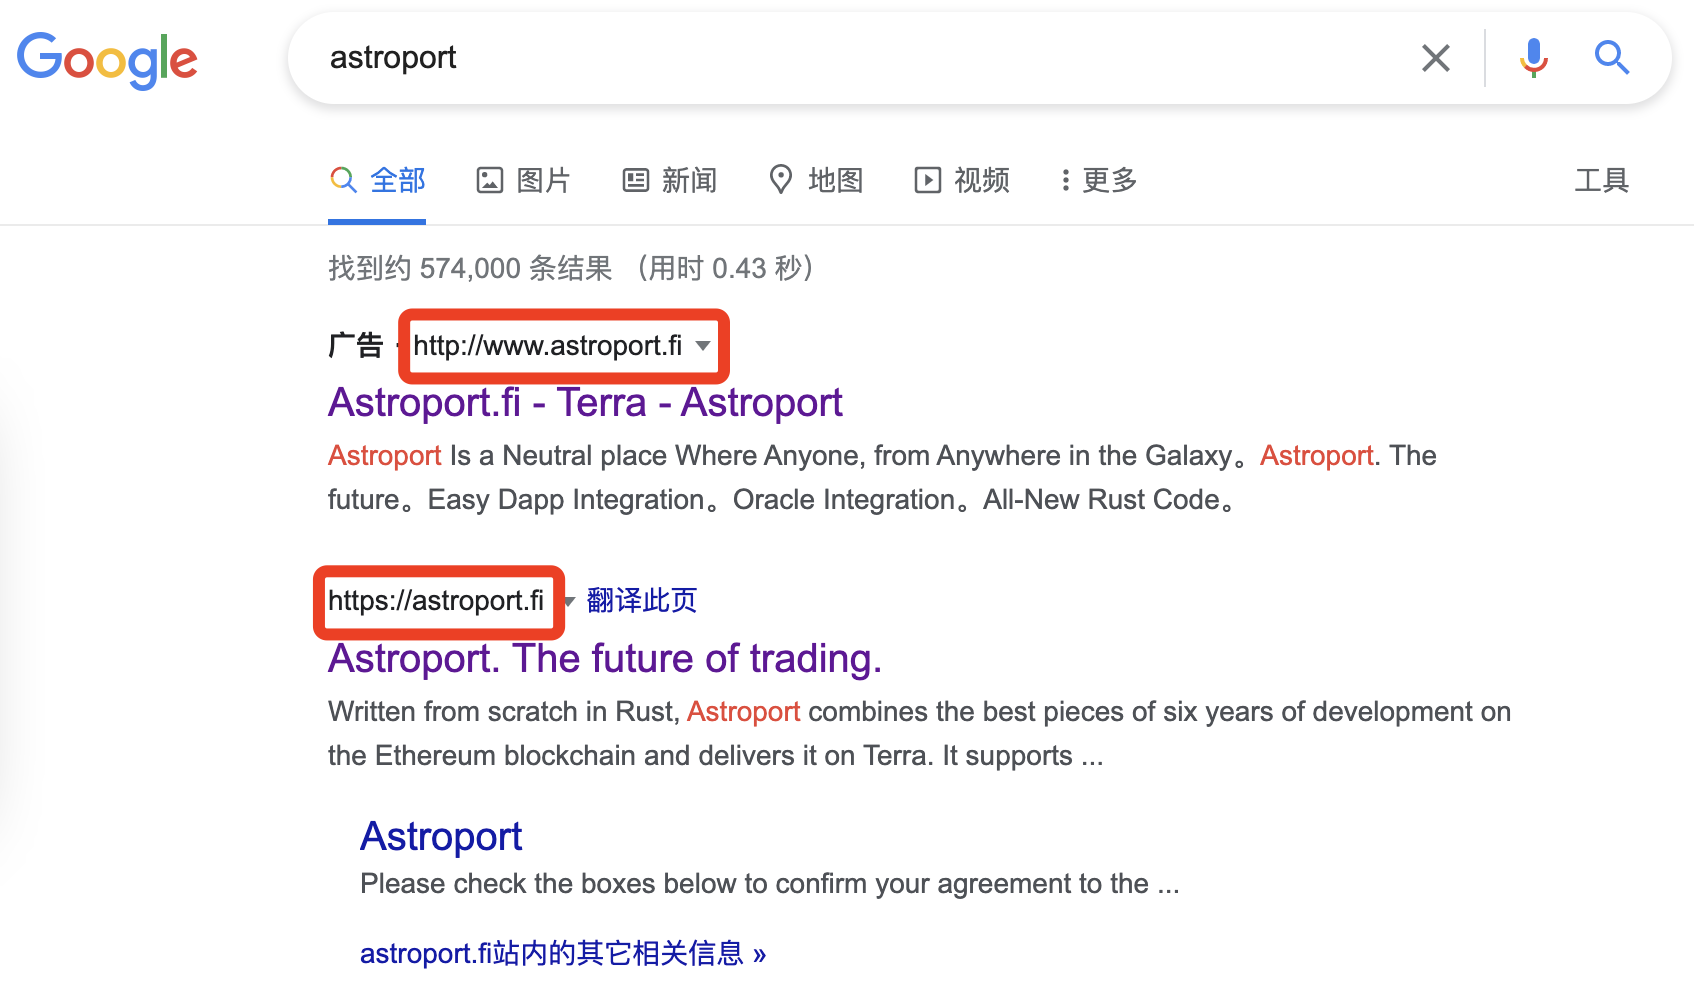 Google
astroport
全部 图片 新闻 地图 视频 更多 工具
找到约 574,000 条结果 （用时 0.43 秒）
广告 · http://www.astroport.fi
Astroport.fi - Terra - Astroport
Astroport Is a Neutral place Where Anyone, from Anywhere in the Galaxy。Astroport. The
future。Easy Dapp Integration。Oracle Integration。All-New Rust Code。
https://astroport.fi 翻译此页
Astroport. The future of trading.
Written from scratch in Rust, Astroport combines the best pieces of six years of development on
the Ethereum blockchain and delivers it on Terra. It supports ...
Astroport
Please check the boxes below to confirm your agreement to the ...
astroport.fi站内的其它相关信息 »